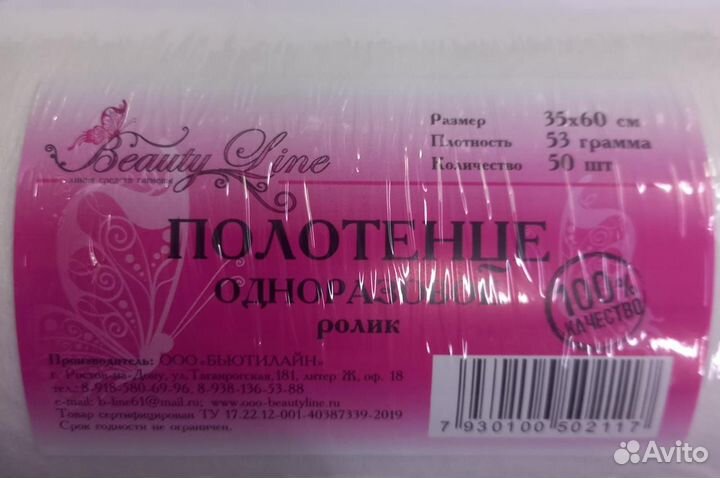 Beauty Line
Размер 35х60 см
Плотность 53 грамма
Количество 50 шт
ПОЛОТЕНЦЕ
ОДНОРАЗОВОЕ
ролик
100%
КАЧЕСТВО
Производитель: ООО «БЬЮТИЛАЙН»
г. Ростов-на-Дону, ул.Таганрогская,181, литер Ж, оф. 18
тел.: 8-918-580-69-96, 8-938-136-53-88
e-mail: b-line61@mail.ru; www.ooo-beautyline.ru
Товар сертифицирован ТУ 17.22.12-001-40387339-2019
Срок годности не ограничен.
7 930100 502117
Avito